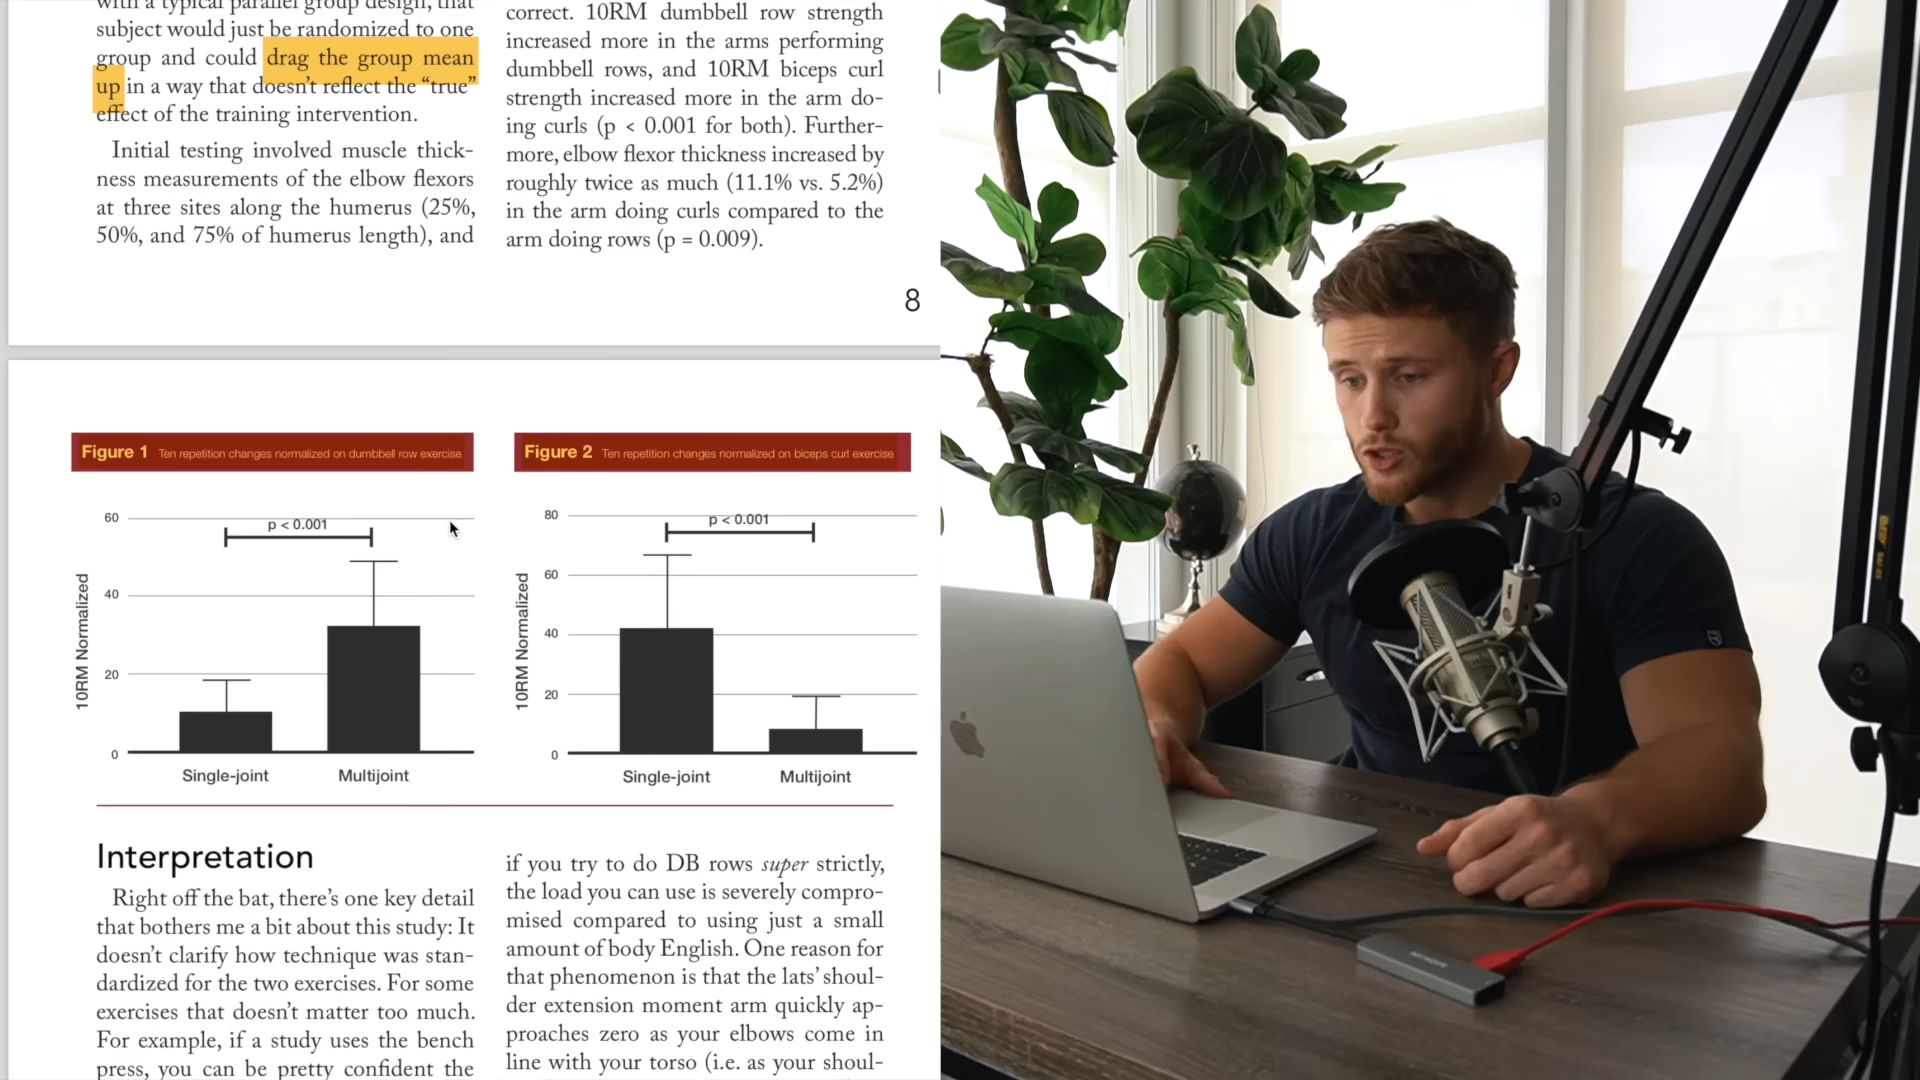 with a typical parallel group design, that
subject would just be randomized to one
group and could drag the group mean
up in a way that doesn’t reflect the “true”
effect of the training intervention.
Initial testing involved muscle thick-
ness measurements of the elbow flexors
at three sites along the humerus (25%,
50%, and 75% of humerus length), and
correct. 10RM dumbbell row strength
increased more in the arms performing
dumbbell rows, and 10RM biceps curl
strength increased more in the arm do-
ing curls (p < 0.001 for both). Further-
more, elbow flexor thickness increased by
roughly twice as much (11.1% vs. 5.2%)
in the arm doing curls compared to the
arm doing rows (p = 0.009).
8
Figure 1 Ten repetition changes normalized on dumbbell row exercise
60
p < 0.001
40
20
0
10RM Normalized
Single-joint
Multijoint
Figure 2 Ten repetition changes normalized on biceps curl exercise
80
p < 0.001
60
40
20
0
10RM Normalized
Single-joint
Multijoint
Interpretation
Right off the bat, there’s one key detail
that bothers me a bit about this study: It
doesn’t clarify how technique was stan-
dardized for the two exercises. For some
exercises that doesn’t matter too much.
For example, if a study uses the bench
press, you can be pretty confident the
if you try to do DB rows super strictly,
the load you can use is severely compro-
mised compared to using just a small
amount of body English. One reason for
that phenomenon is that the lats’ shoul-
der extension moment arm quickly ap-
proaches zero as your elbows come in
line with your torso (i.e. as your shoul-